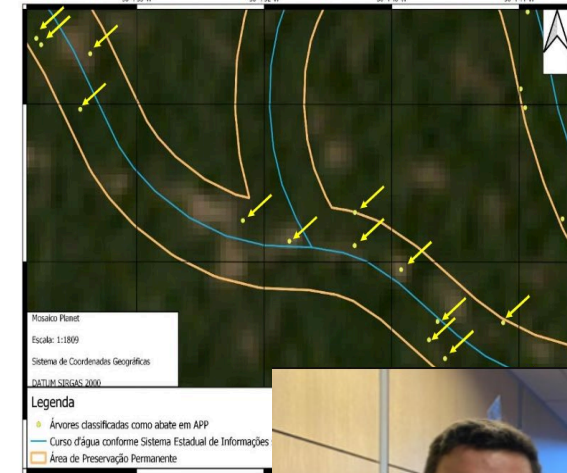 Mosaico Planet
Escala: 1:1809
Sistema de Coordenadas Geográficas
DATUM SIRGAS 2000
Legenda
Árvores classificadas como abate em APP
Curso d'água conforme Sistema Estadual de Informações
Área de Preservação Permanente